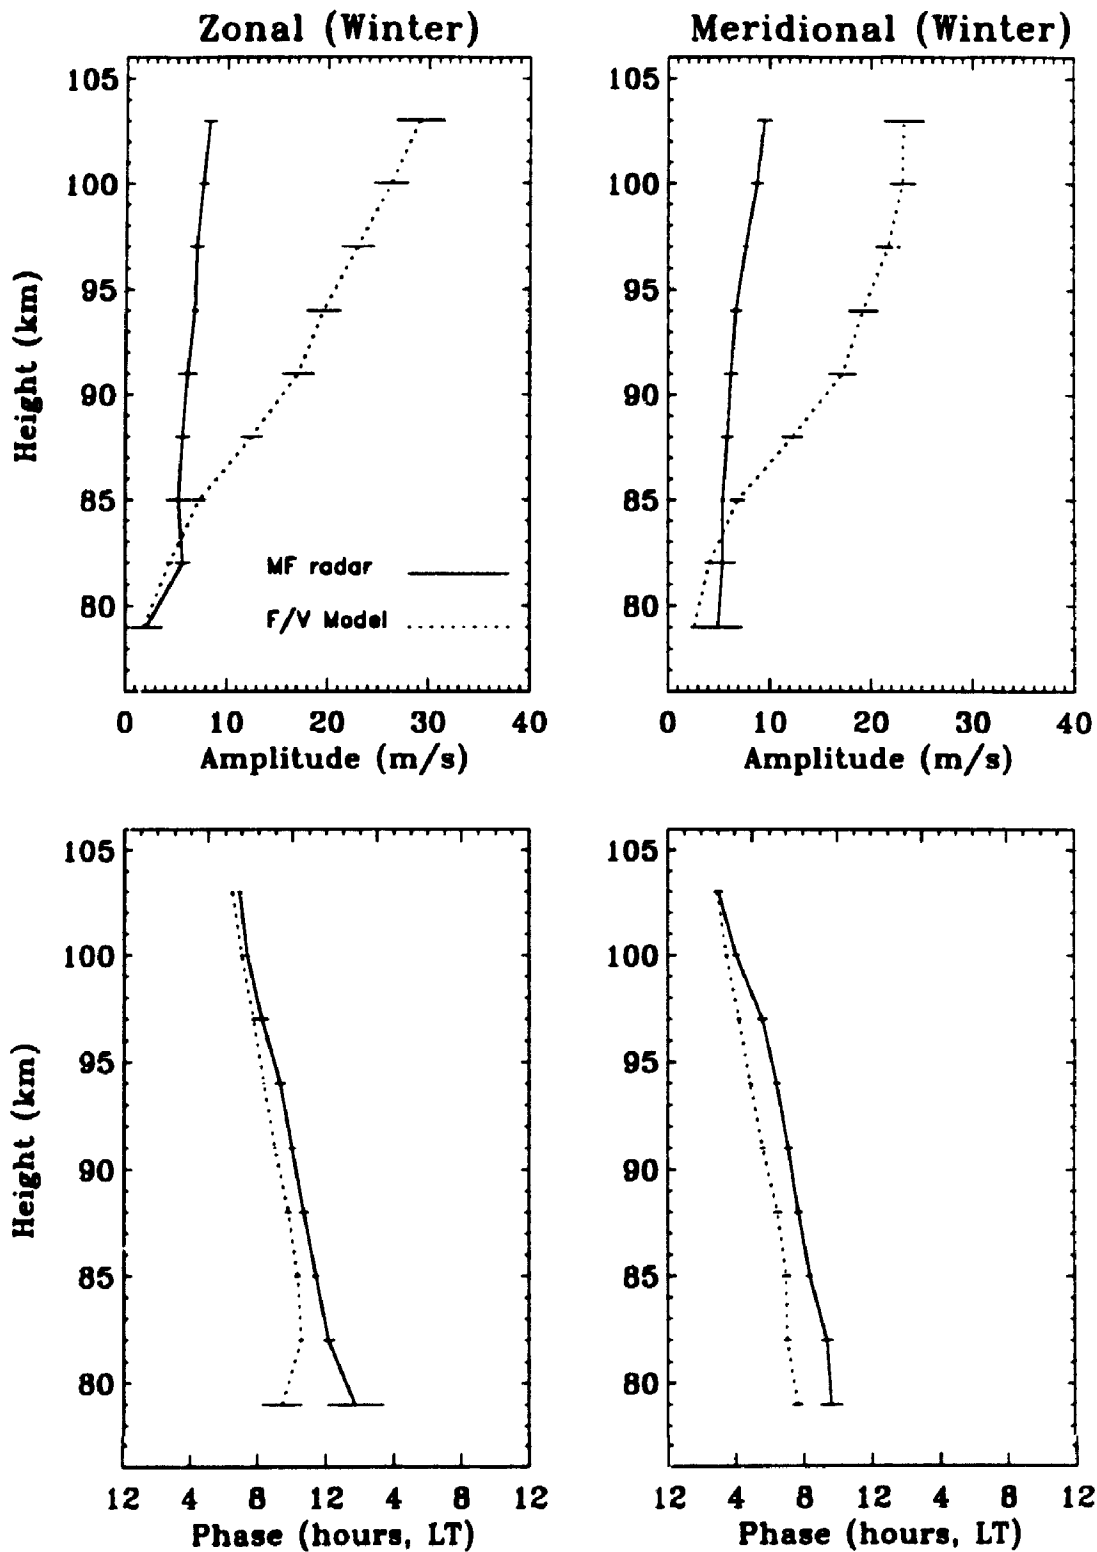 Zonal (Winter)
Meridional (Winter)
105
100
95
90
85
80
Height (km)
MF radar
F/V Model
0 10 20 30 40
Amplitude (m/s)
105
100
95
90
85
80
0 10 20 30 40
Amplitude (m/s)
105
100
95
90
85
80
Height (km)
12 4 8 12 4 8 12
Phase (hours, LT)
105
100
95
90
85
80
12 4 8 12 4 8 12
Phase (hours, LT)